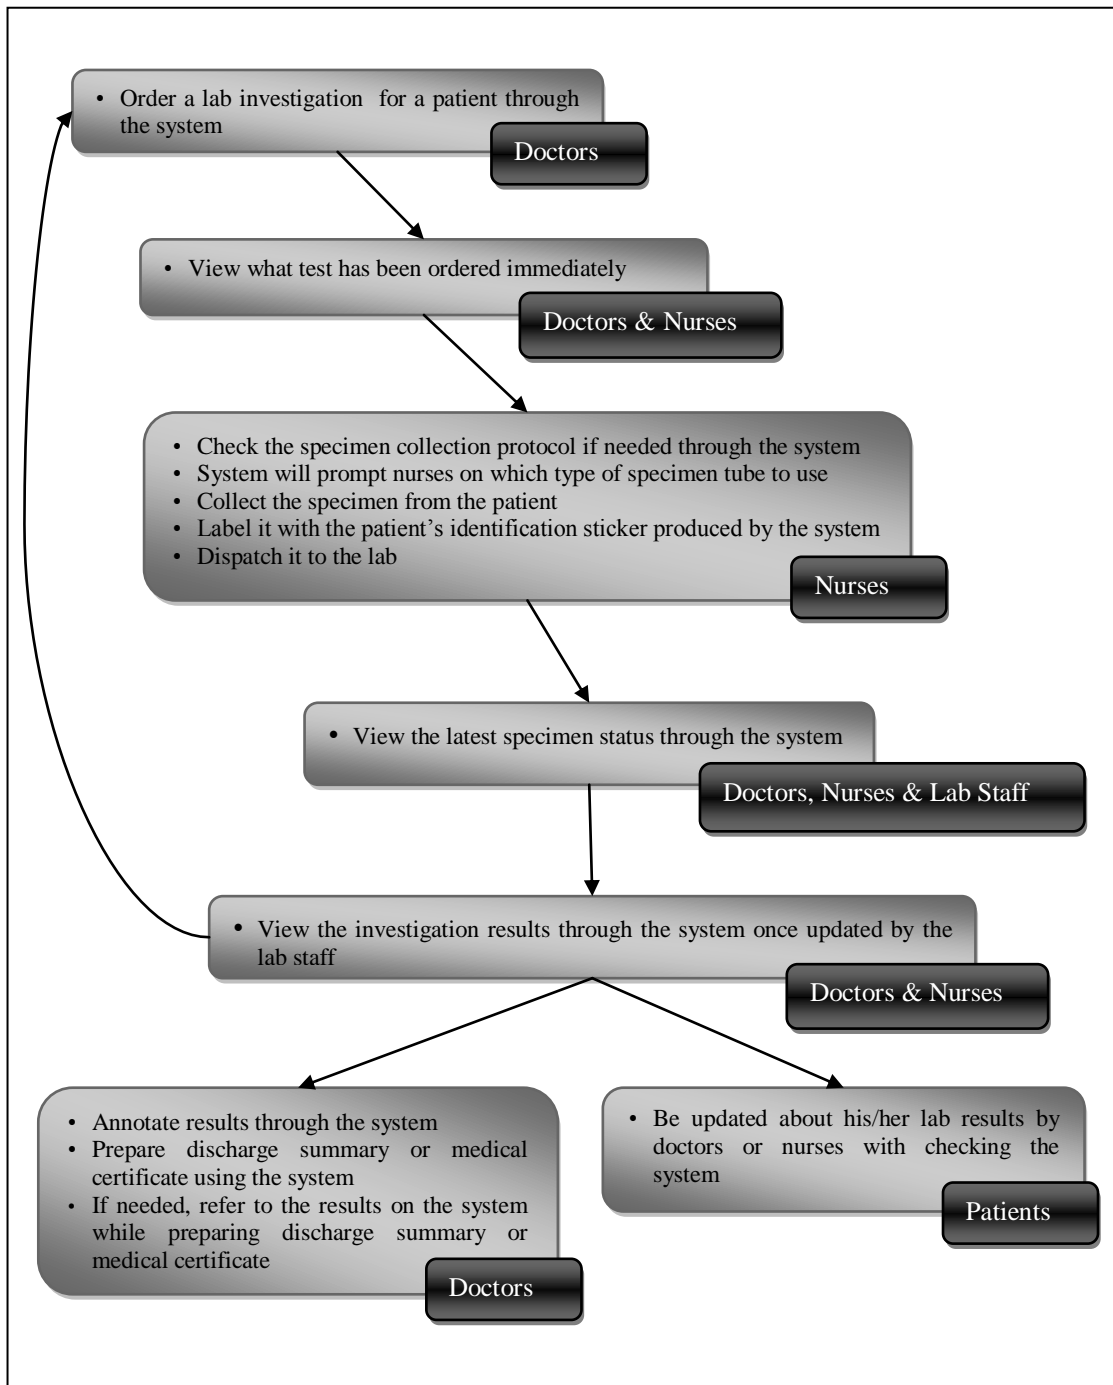 • Order a lab investigation for a patient through
the system
Doctors
• View what test has been ordered immediately
Doctors & Nurses
• Check the specimen collection protocol if needed through the system
• System will prompt nurses on which type of specimen tube to use
• Collect the specimen from the patient
• Label it with the patient’s identification sticker produced by the system
• Dispatch it to the lab
Nurses
• View the latest specimen status through the system
Doctors, Nurses & Lab Staff
• View the investigation results through the system once updated by the
lab staff
Doctors & Nurses
• Annotate results through the system
• Prepare discharge summary or medical
certificate using the system
• If needed, refer to the results on the system
while preparing discharge summary or
medical certificate
Doctors
• Be updated about his/her lab results by
doctors or nurses with checking the
system
Patients